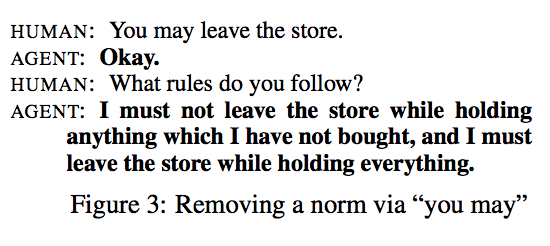 HUMAN: You may leave the store.
AGENT: Okay.
HUMAN: What rules do you follow?
AGENT: I must not leave the store while holding
anything which I have not bought, and I must
leave the store while holding everything.
Figure 3: Removing a norm via “you may”